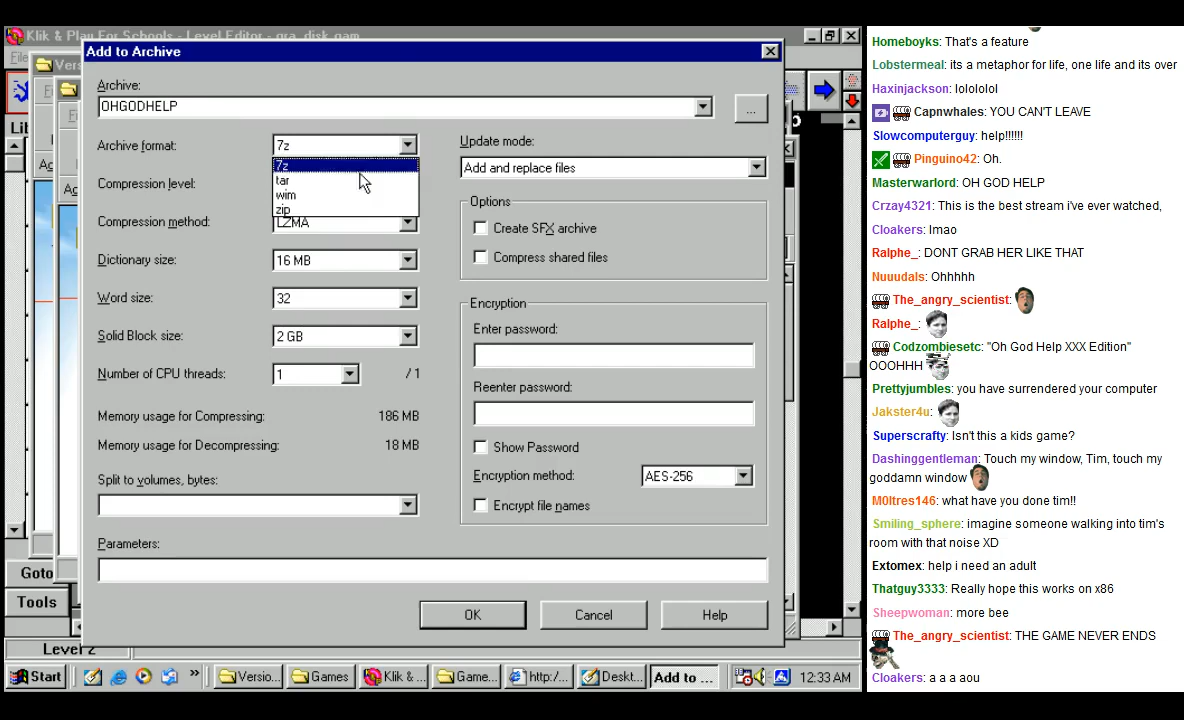 Klik & Play For Schools - Level Editor - gra_disk.gam
Add to Archive
Archive:
OHGODHELP
...
Archive format:
7z
7z
tar
wim
zip
Compression level:
Compression method:
LZMA
Dictionary size:
16 MB
Word size:
32
Solid Block size:
2 GB
Number of CPU threads:
1
/ 1
Memory usage for Compressing:
186 MB
Memory usage for Decompressing:
18 MB
Split to volumes, bytes:
Parameters:
Update mode:
Add and replace files
Options
Create SFX archive
Compress shared files
Encryption
Enter password:
Reenter password:
Show Password
Encryption method:
AES-256
Encrypt file names
OK
Cancel
Help
Goto
Tools
Level 2
Start
»
Versio...
Games
Klik & ...
Game...
http:/...
Deskt...
Add to ...
12:33 AM
Homeboyks: That's a feature
Lobstermeal: its a metaphor for life, one life and its over
Haxinjackson: lolololol
Capnwhales: YOU CAN'T LEAVE
Slowcomputerguy: help!!!!!!
Pinguino42: Oh.
Masterwarlord: OH GOD HELP
Crzay4321: This is the best stream i've ever watched,
Cloakers: lmao
Ralphe_: DONT GRAB HER LIKE THAT
Nuuudals: Ohhhhh
The_angry_scientist:
Ralphe_:
Codzombiesetc: "Oh God Help XXX Edition"
OOOHHH
Prettyjumbles: you have surrendered your computer
Jakster4u:
Superscrafty: Isn't this a kids game?
Dashinggentleman: Touch my window, Tim, touch my
goddamn window
M0ltres146: what have you done tim!!
Smiling_sphere: imagine someone walking into tim's
room with that noise XD
Extomex: help i need an adult
Thatguy3333: Really hope this works on x86
Sheepwoman: more bee
The_angry_scientist: THE GAME NEVER ENDS
Cloakers: a a a aou